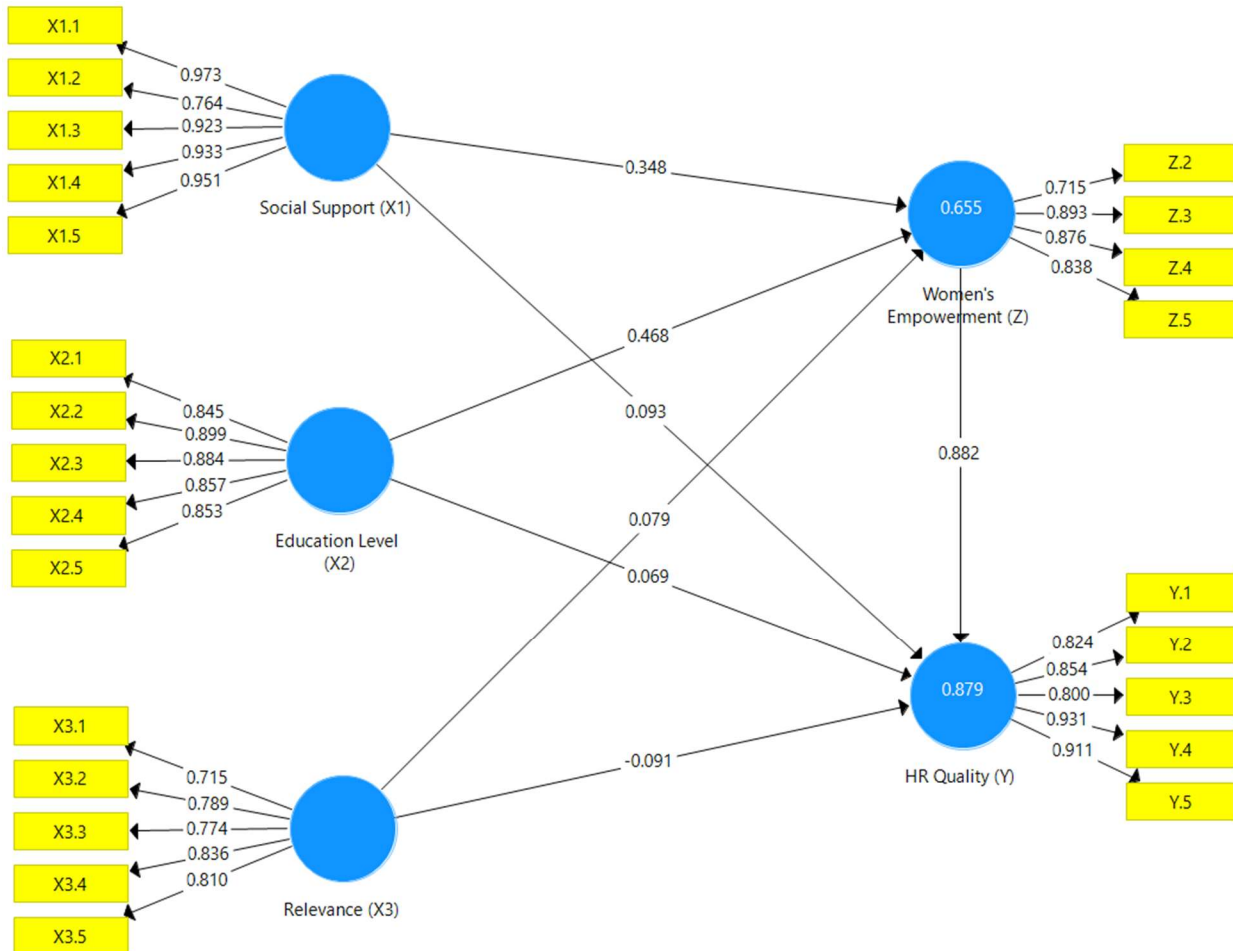 X1.1
X1.2
X1.3
X1.4
X1.5
0.973
0.764
0.923
0.933
0.951
Social Support (X1)
0.348
0.655
Women's
Empowerment (Z)
0.715
0.893
0.876
0.838
Z.2
Z.3
Z.4
Z.5
X2.1
X2.2
X2.3
X2.4
X2.5
0.845
0.899
0.884
0.857
0.853
Education Level
(X2)
0.468
0.093
0.882
0.079
0.069
X3.1
X3.2
X3.3
X3.4
X3.5
0.715
0.789
0.774
0.836
0.810
Relevance (X3)
-0.091
0.879
HR Quality (Y)
0.824
0.854
0.800
0.931
0.911
Y.1
Y.2
Y.3
Y.4
Y.5